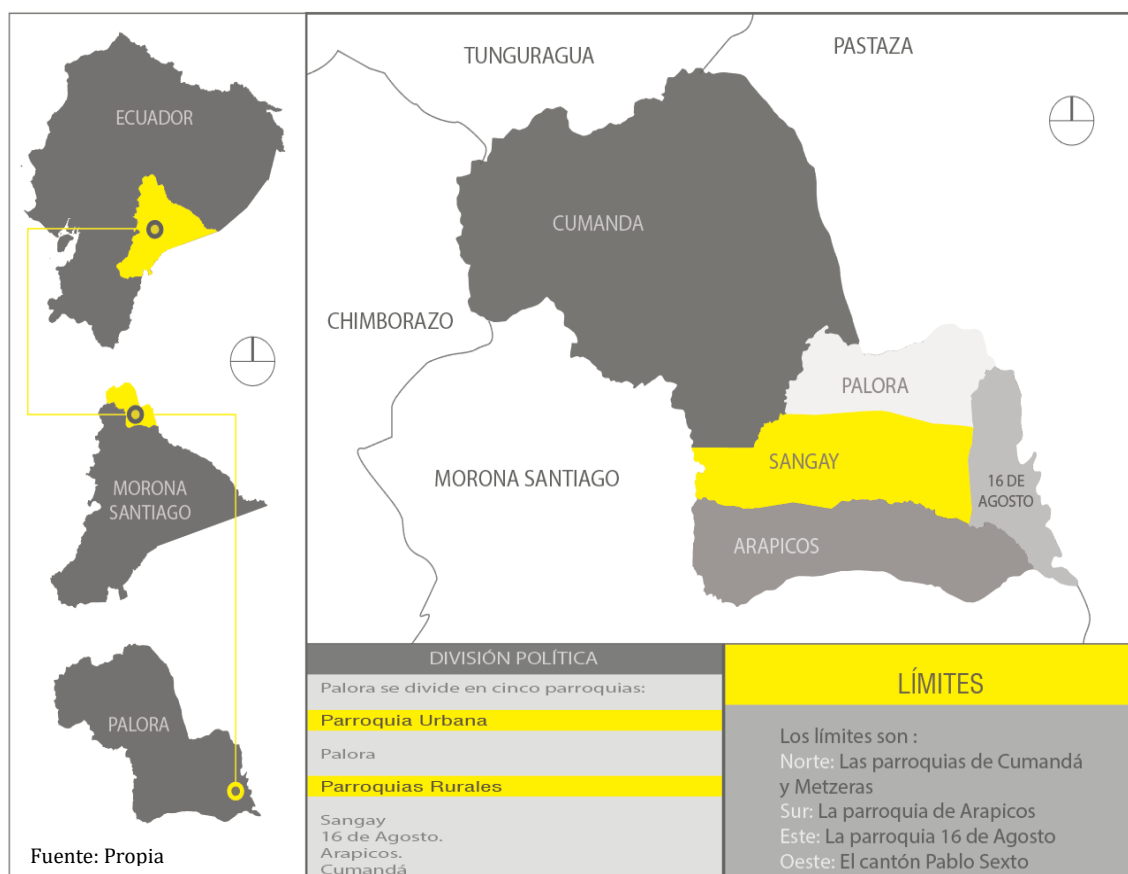 ECUADOR
MORONA
SANTIAGO
PALORA
Fuente: Propia
TUNGURAGUA
PASTAZA
CUMANDA
CHIMBORAZO
PALORA
SANGAY
MORONA SANTIAGO
16 DE
AGOSTO
ARAPICOS
DIVISIÓN POLÍTICA
Palora se divide en cinco parroquias:
Parroquia Urbana
Palora
Parroquias Rurales
Sangay
16 de Agosto.
Arapicos.
Cumandá
LÍMITES
Los límites son :
Norte: Las parroquias de Cumandá
y Metzeras
Sur: La parroquia de Arapicos
Este: La parroquia 16 de Agosto
Oeste: El cantón Pablo Sexto